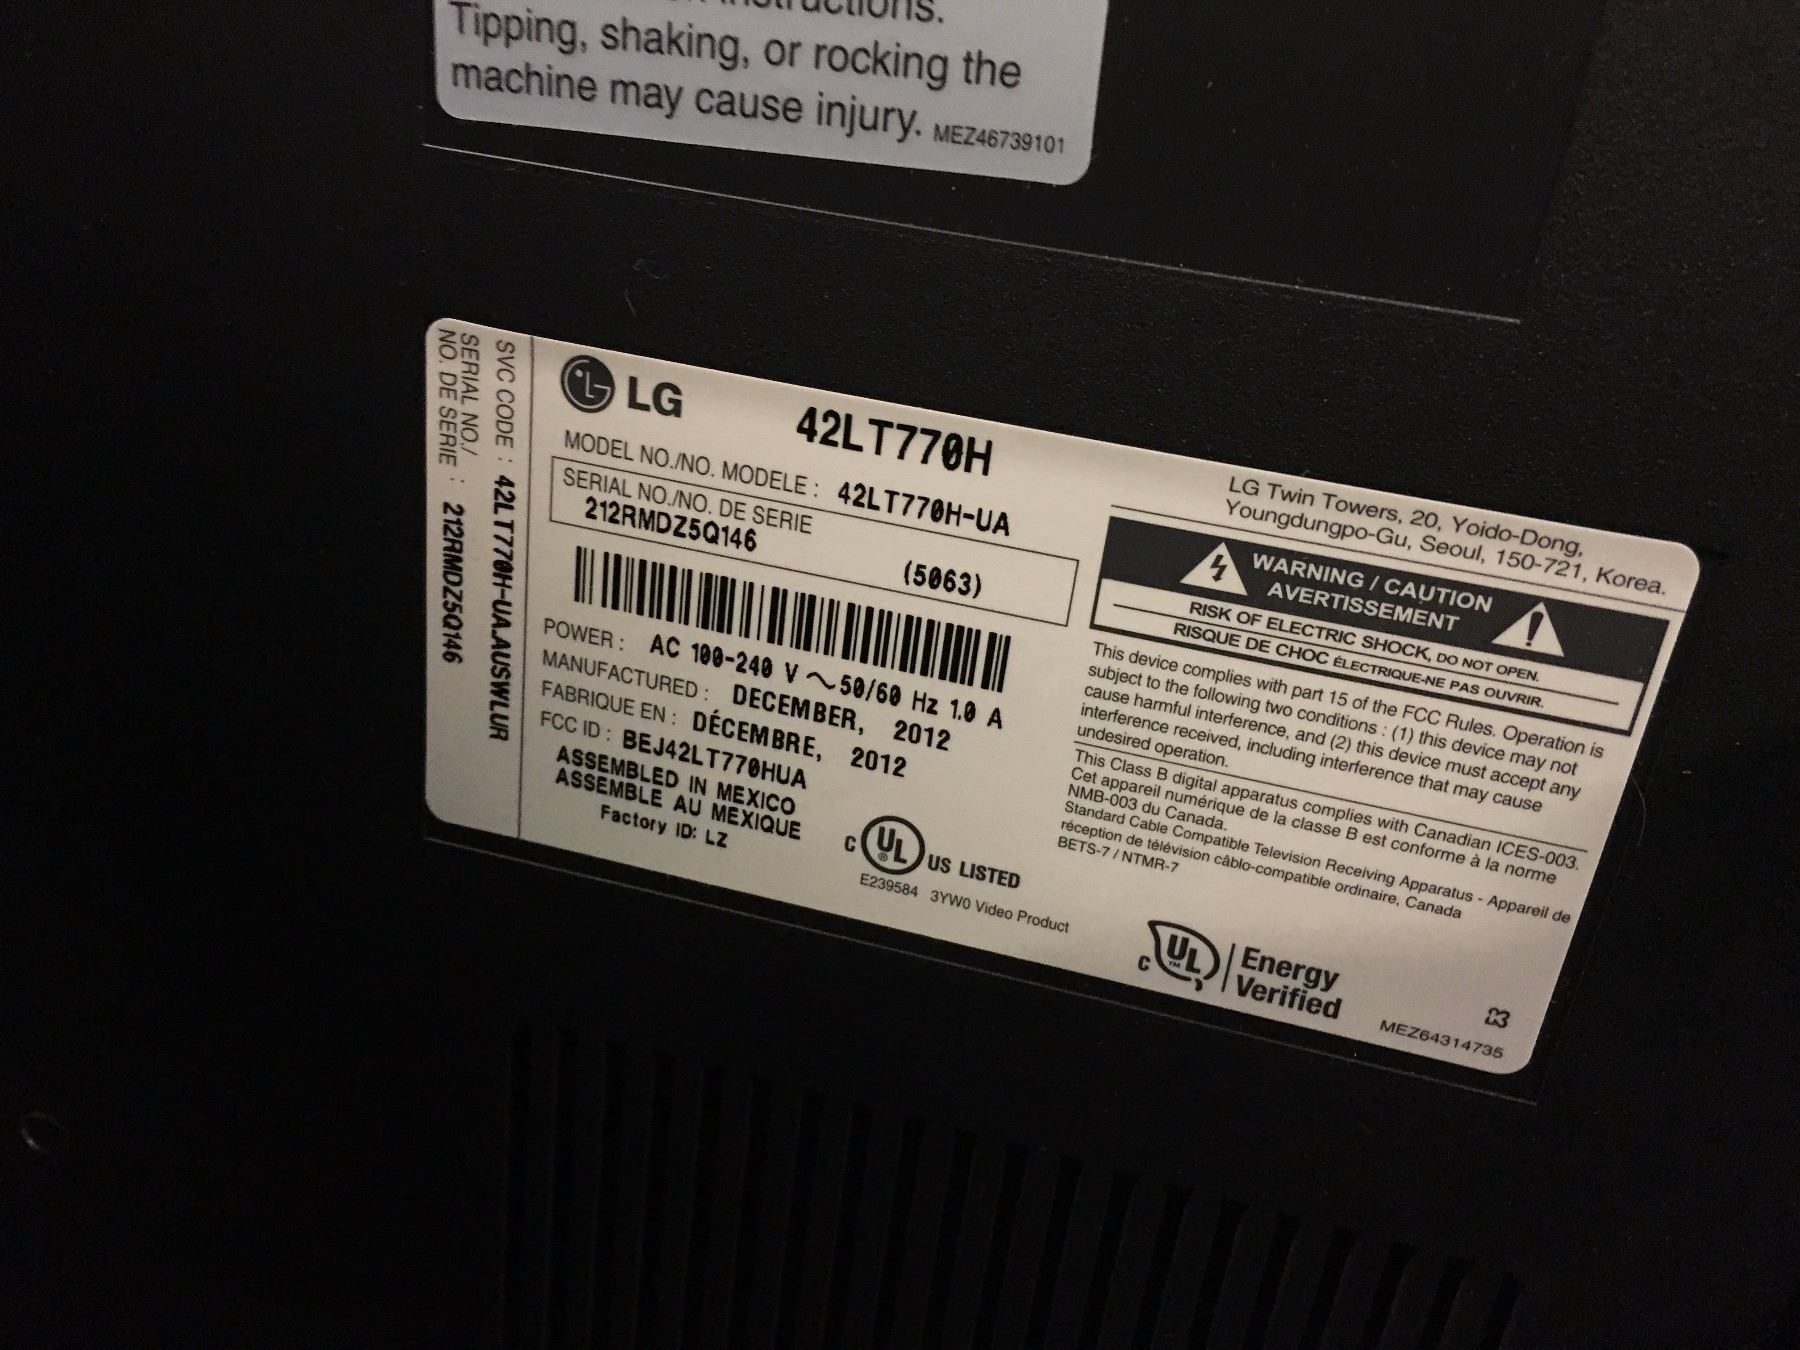 instructions.
Tipping, shaking, or rocking the
machine may cause injury. MEZ46739101
SVC CODE : 42LT770H-UA.AUSWLUR
SERIAL NO./
NO. DE SERIE : 212RMDZ5Q146
LG 42LT770H
MODEL NO./NO. MODELE : 42LT770H-UA
SERIAL NO./NO. DE SERIE
212RMDZ5Q146 (5063)
POWER : AC 100-240 V ~ 50/60 Hz 1.0 A
MANUFACTURED : DECEMBER, 2012
FABRIQUE EN : DÉCEMBRE, 2012
FCC ID : BEJ42LT770HUA
ASSEMBLED IN MEXICO
ASSEMBLE AU MEXIQUE
Factory ID: LZ
C UL ® US LISTED
E239584 3YW0 Video Product
LG Twin Towers, 20, Yoido-Dong,
Youngdungpo-Gu, Seoul, 150-721, Korea.
WARNING / CAUTION
AVERTISSEMENT
RISK OF ELECTRIC SHOCK, DO NOT OPEN.
RISQUE DE CHOC ÉLECTRIQUE-NE PAS OUVRIR.
This device complies with part 15 of the FCC Rules. Operation is
subject to the following two conditions : (1) this device may not
cause harmful interference, and (2) this device must accept any
interference received, including interference that may cause
undesired operation.
This Class B digital apparatus complies with Canadian ICES-003.
Cet appareil numérique de la classe B est conforme à la norme
NMB-003 du Canada.
Standard Cable Compatible Television Receiving Apparatus - Appareil de
réception de télévision câblo-compatible ordinaire, Canada
BETS-7 / NTMR-7
C UL ™ Energy
Verified
MEZ64314735